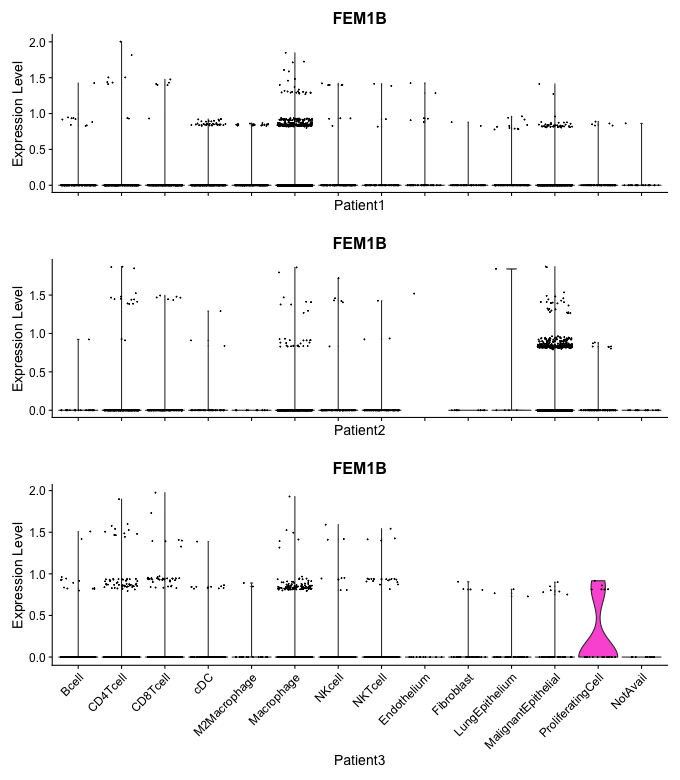 FEM1B
2.0
1.5
1.0
0.5
0.0
Expression Level
Patient1
FEM1B
1.5
1.0
0.5
0.0
Expression Level
Patient2
FEM1B
2.0
1.5
1.0
0.5
0.0
Expression Level
Bcell
CD4Tcell
CD8Tcell
cDC
M2Macrophage
Macrophage
NKcell
NKTcell
Endothelium
Fibroblast
LungEpithelium
MalignantEpithelial
ProliferatingCell
NotAvail
Patient3